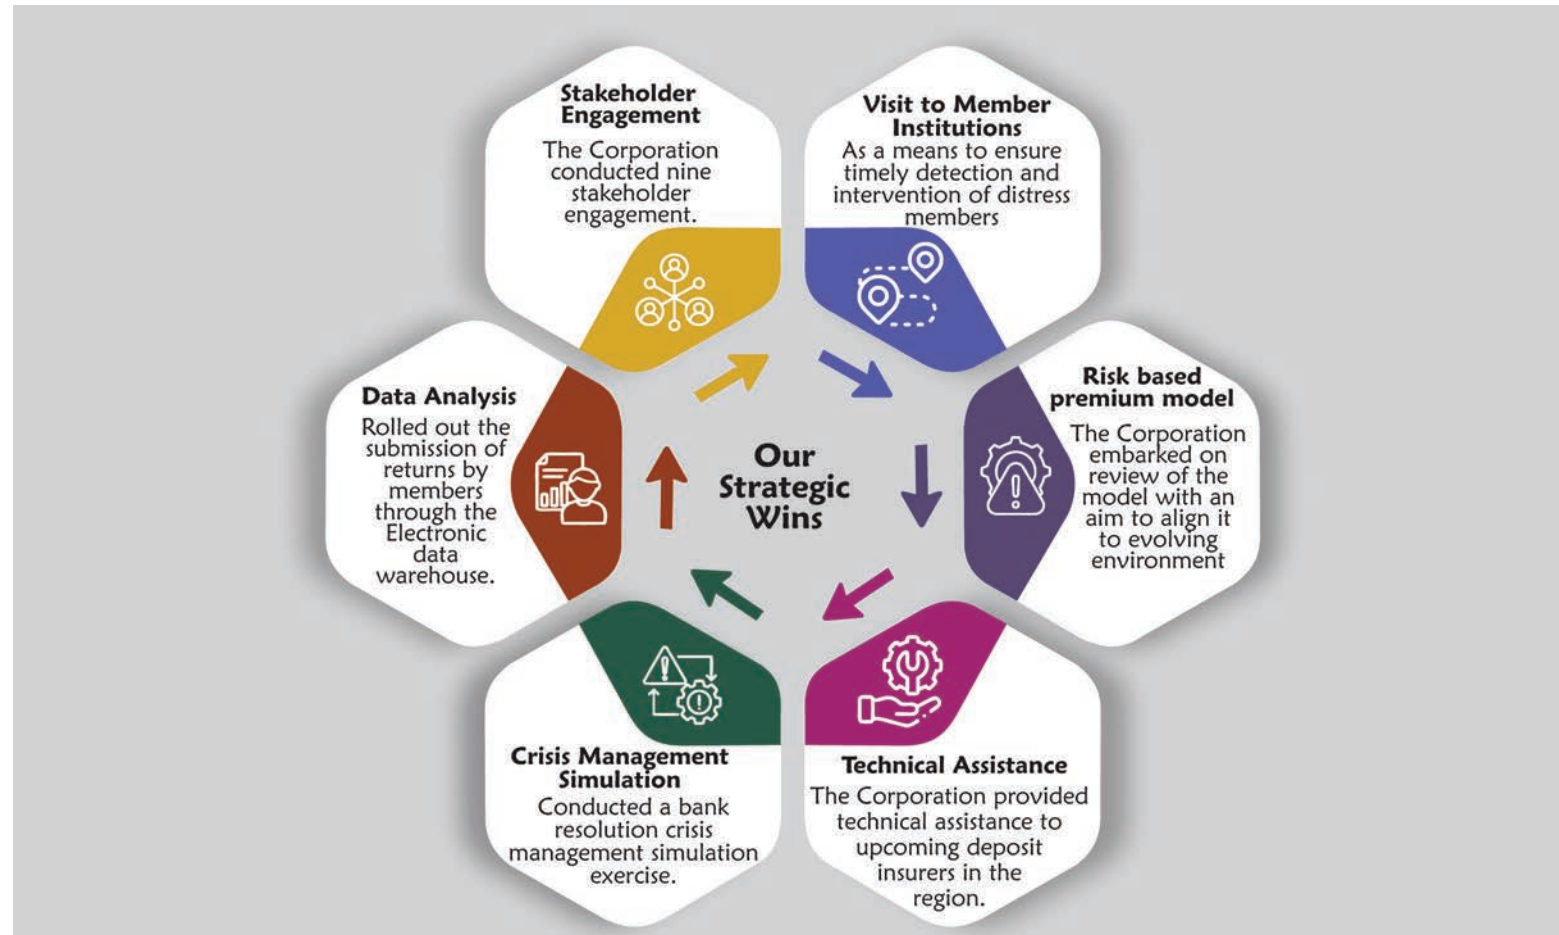 Stakeholder
Engagement
The Corporation
conducted nine
stakeholder
engagement.
Visit to Member
Institutions
As a means to ensure
timely detection and
intervention of distress
members
Risk based
premium model
The Corporation
embarked on
review of the
model with an
aim to align it
to evolving
environment
Technical Assistance
The Corporation provided
technical assistance to
upcoming deposit
insurers in the
region.
Crisis Management
Simulation
Conducted a bank
resolution crisis
management simulation
exercise.
Data Analysis
Rolled out the
submission of
returns by
members
through the
Electronic
data
warehouse.
Our
Strategic
Wins